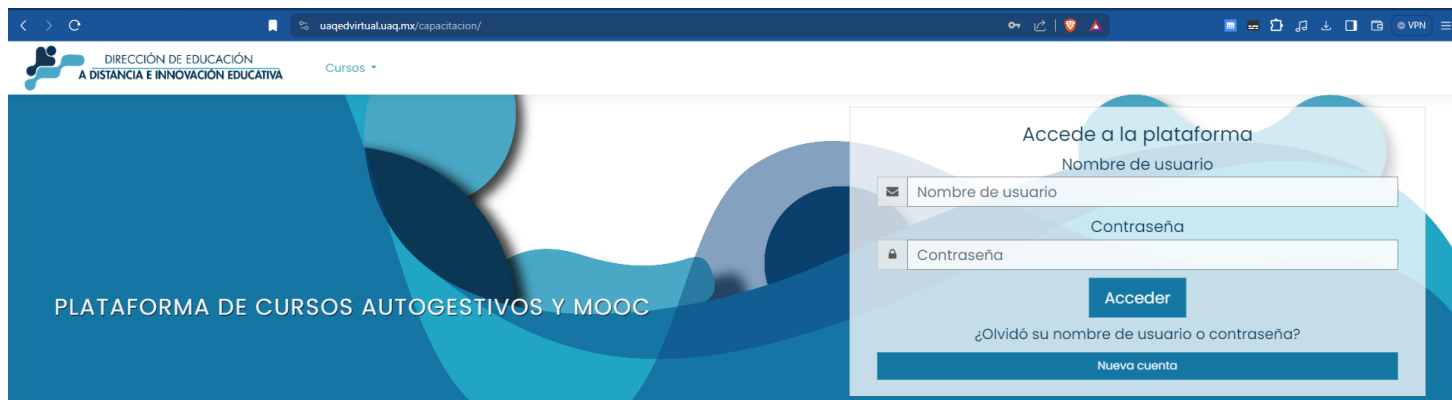 uaqedvirtual.uaq.mx/capacitacion/
VPN
DIRECCIÓN DE EDUCACIÓN
A DISTANCIA E INNOVACIÓN EDUCATIVA
Cursos
Accede a la plataforma
Nombre de usuario
Nombre de usuario
Contraseña
Contraseña
Acceder
PLATAFORMA DE CURSOS AUTOGESTIVOS Y MOOC
¿Olvidó su nombre de usuario o contraseña?
Nueva cuenta